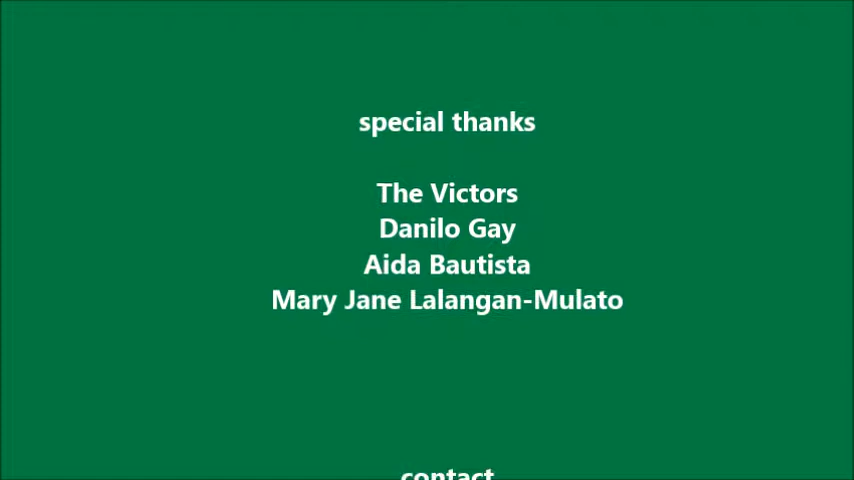 special thanks
The Victors
Danilo Gay
Aida Bautista
Mary Jane Lalangan-Mulato
contact